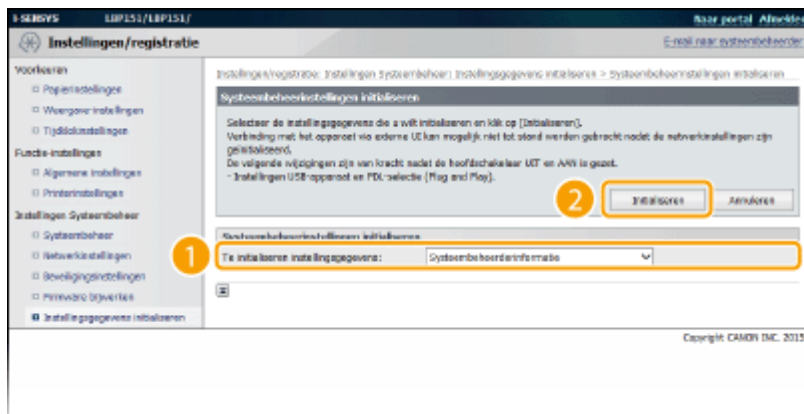 i-SENSYS LBP151/LBP151/
Naar portal Afmelden
Instellingen/registratie
E-mail naar systeembeheerder
Voorkeuren
Papierinstellingen
Weergave-instellingen
Tijdklokinstellingen
Functie-instellingen
Algemene instellingen
Printerinstellingen
Instellingen Systeembeheer
Systeembeheer
Netwerkinstellingen
Beveiligingsinstellingen
Firmware bijwerken
Instellingsgegevens initialiseren
Instellingen/registratie: Instellingen Systeembeheer: Instellingsgegevens initialiseren > Systeembeheerinstellingen initialiseren
Systeembeheerinstellingen initialiseren
Selecteer de instellingsgegevens die u wilt initialiseren en klik op [Initialiseren].
Verbinding met het apparaat via externe UI kan mogelijk niet tot stand werden gebracht nadat de netwerkinstellingen zijn
geïnitialiseerd.
De volgende wijzigingen zijn van kracht nadat de hoofdschakelaar UIT en AAN is gezet.
- Instellingen USB-apparaat en PDL-selectie (Plug and Play).
2
Initialiseren
Annuleren
Systeembeheerinstellingen initialiseren
1
Te initialiseren instellingsgegevens:
Systeembeheerderinformatie
Copyright CANON INC. 2015